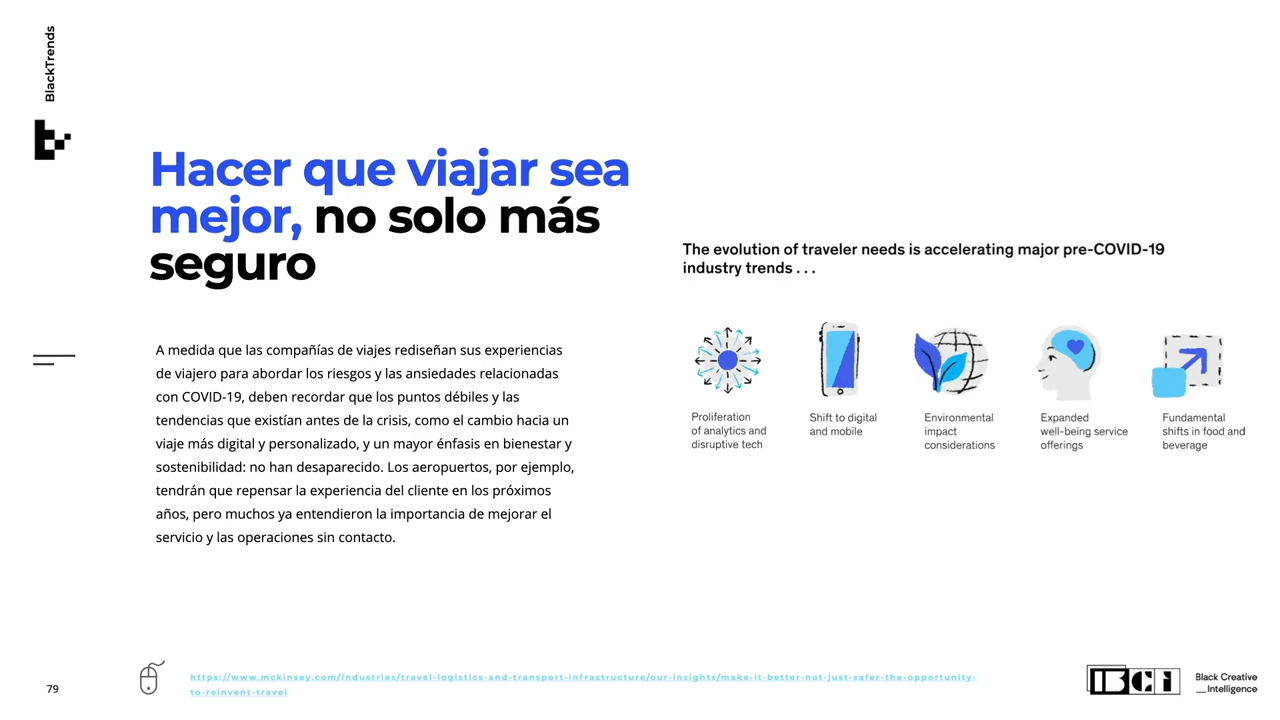 BlackTrends
Hacer que viajar sea
mejor, no solo más
seguro
A medida que las compañías de viajes rediseñan sus experiencias
de viajero para abordar los riesgos y las ansiedades relacionadas
con COVID-19, deben recordar que los puntos débiles y las
tendencias que existían antes de la crisis, como el cambio hacia un
viaje más digital y personalizado, y un mayor énfasis en bienestar y
sostenibilidad: no han desaparecido. Los aeropuertos, por ejemplo,
tendrán que repensar la experiencia del cliente en los próximos
años, pero muchos ya entendieron la importancia de mejorar el
servicio y las operaciones sin contacto.
The evolution of traveler needs is accelerating major pre-COVID-19
industry trends . . .
Proliferation
of analytics and
disruptive tech
Shift to digital
and mobile
Environmental
impact
considerations
Expanded
well-being service
offerings
Fundamental
shifts in food and
beverage
79
https://www.mckinsey.com/industries/travel-logistics-and-transport-infrastructure/our-insights/make-it-better-not-just-safer-the-opportunity-
to-reinvent-travel
BCi
Black Creative
__Intelligence